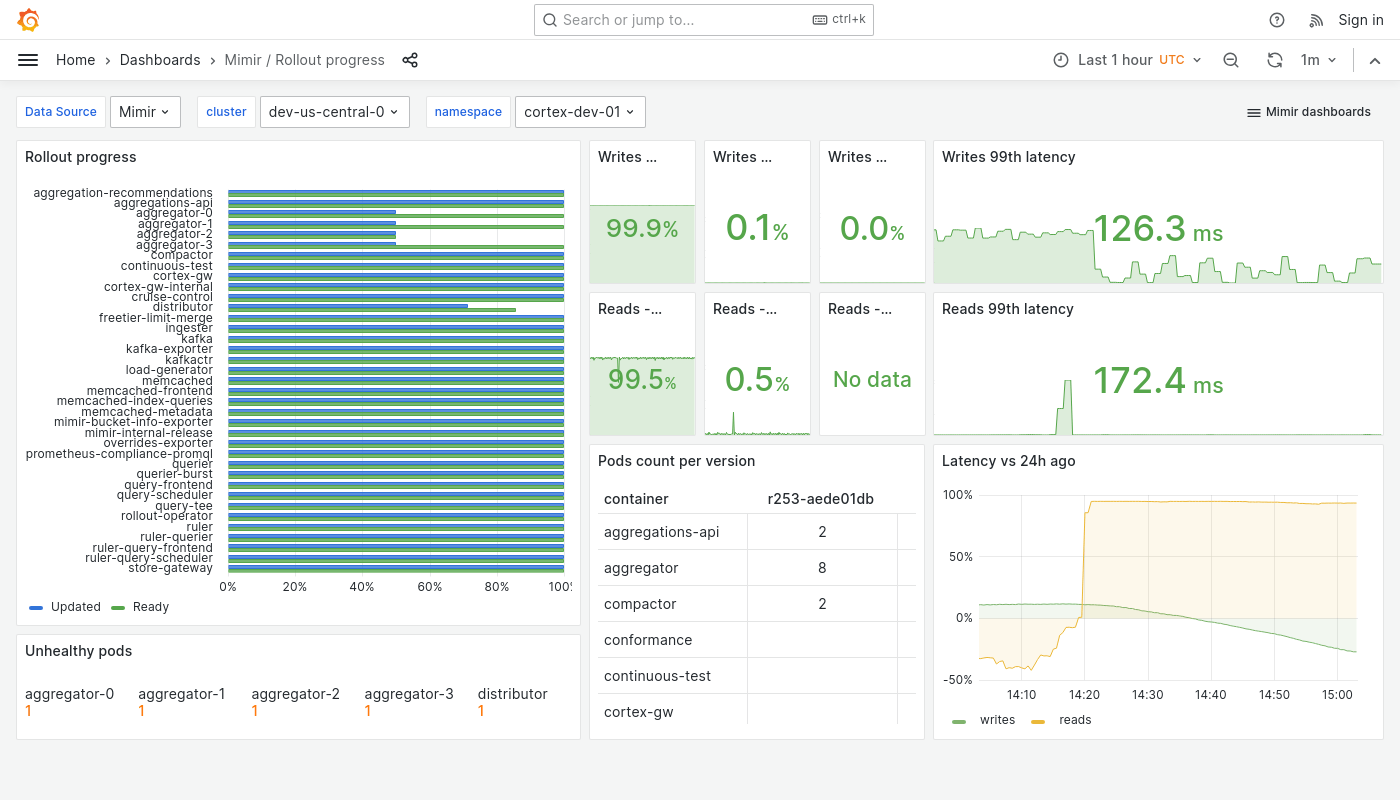 Search or jump to...
ctrl+k
Sign in
Home
Dashboards
Mimir / Rollout progress
Last 1 hour UTC
1m
Data Source
Mimir
cluster
dev-us-central-0
namespace
cortex-dev-01
Mimir dashboards
Rollout progress
aggregation-recommendations
aggregations-api
aggregator-0
aggregator-1
aggregator-2
aggregator-3
compactor
continuous-test
cortex-gw
cortex-gw-internal
cruise-control
distributor
freetier-limit-merge
ingester
kafka
kafka-exporter
kafkactr
load-generator
memcached
memcached-frontend
memcached-index-queries
memcached-metadata
mimir-bucket-info-exporter
mimir-internal-release
overrides-exporter
prometheus-compliance-promql
querier
querier-burst
query-frontend
query-scheduler
query-tee
rollout-operator
ruler
ruler-querier
ruler-query-frontend
ruler-query-scheduler
store-gateway
0%
20%
40%
60%
80%
100%
Updated
Ready
Unhealthy pods
aggregator-0
1
aggregator-1
1
aggregator-2
1
aggregator-3
1
distributor
1
Writes ...
99.9%
Writes ...
0.1%
Writes ...
0.0%
Writes 99th latency
126.3 ms
Reads -...
99.5%
Reads -...
0.5%
Reads -...
No data
Reads 99th latency
172.4 ms
Pods count per version
container
r253-aede01db
aggregations-api
2
aggregator
8
compactor
2
conformance
continuous-test
cortex-gw
Latency vs 24h ago
100%
50%
0%
-50%
14:10
14:20
14:30
14:40
14:50
15:00
writes
reads